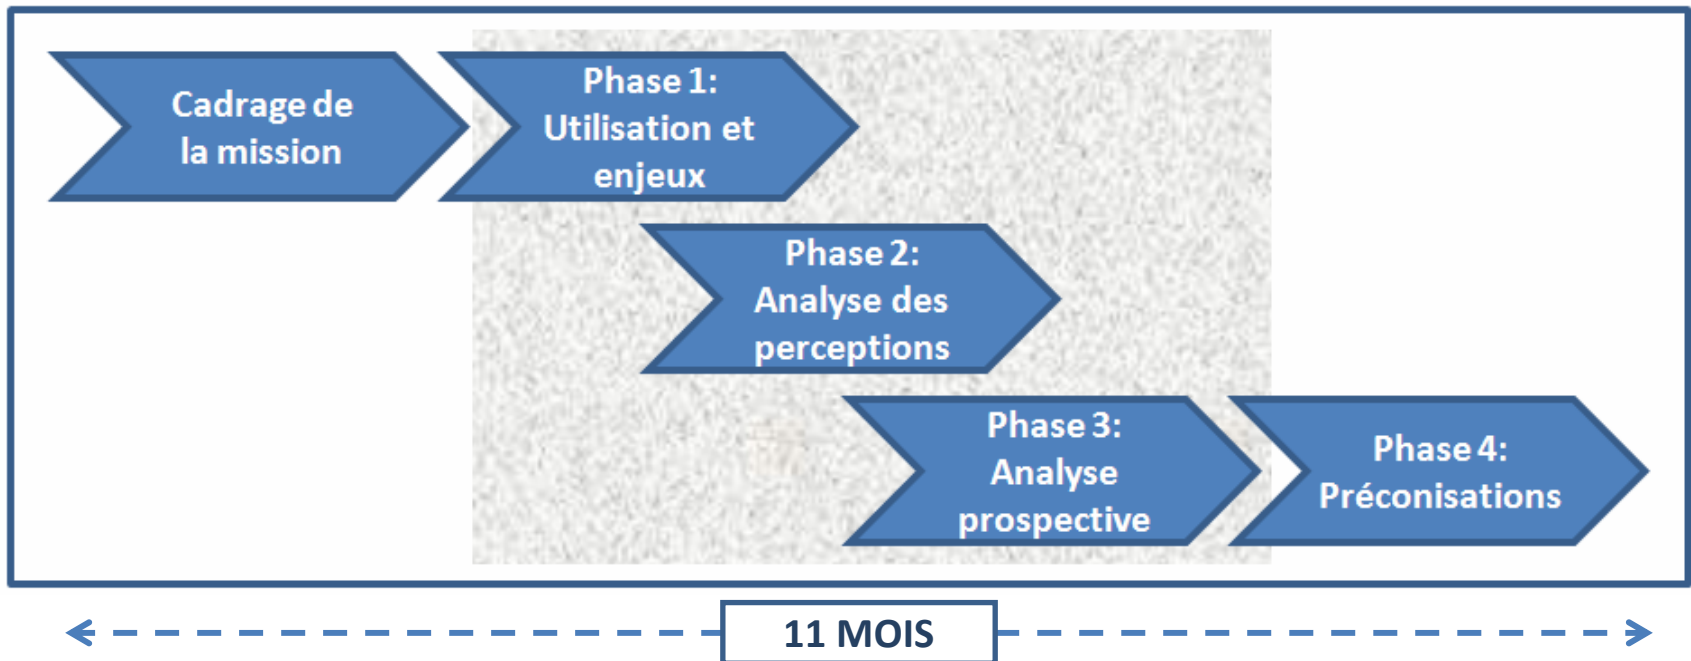 Cadrage de
la mission
Phase 1:
Utilisation et
enjeux
Phase 2:
Analyse des
perceptions
Phase 3:
Analyse
prospective
Phase 4:
Préconisations
11 MOIS